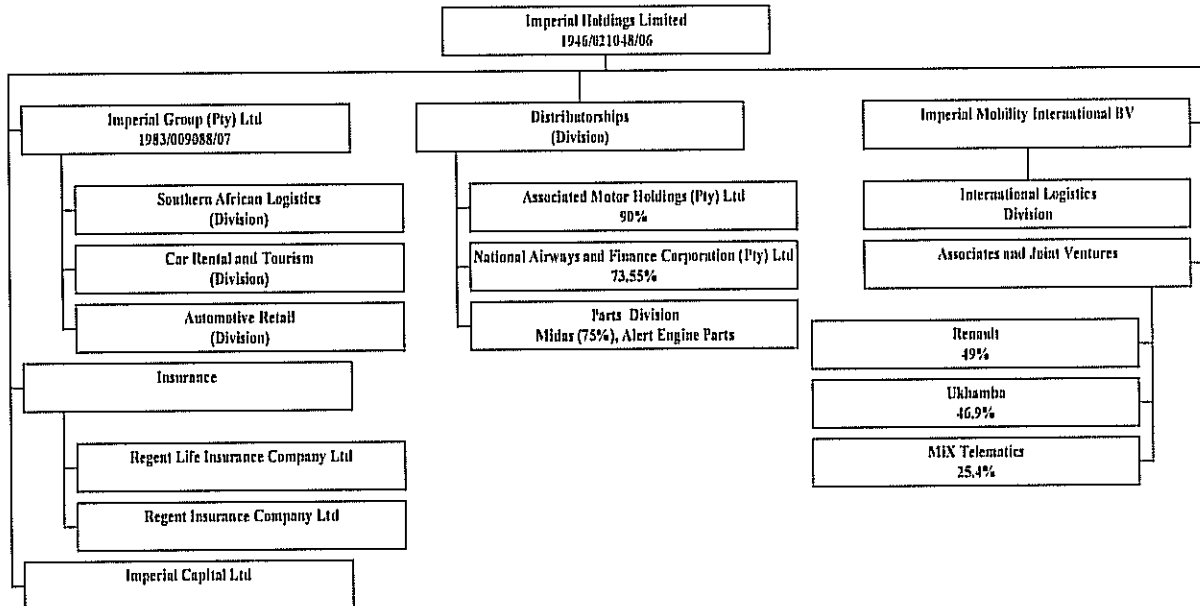 Imperial Holdings Limited
1946/021048/06
Imperial Group (Pty) Ltd
1983/009088/07
Southern African Logistics
(Division)
Car Rental and Tourism
(Division)
Automotive Retail
(Division)
Insurance
Regent Life Insurance Company Ltd
Regent Insurance Company Ltd
Imperial Capital Ltd
Distributorships
(Division)
Associated Motor Holdings (Pty) Ltd
90%
National Airways and Finance Corporation (Pty) Ltd
73,55%
Parts Division
Midas (75%), Alert Engine Parts
Imperial Mobility International BV
International Logistics
Division
Associates and Joint Ventures
Renault
49%
Ukhamba
46,9%
MiX Telematics
25,4%